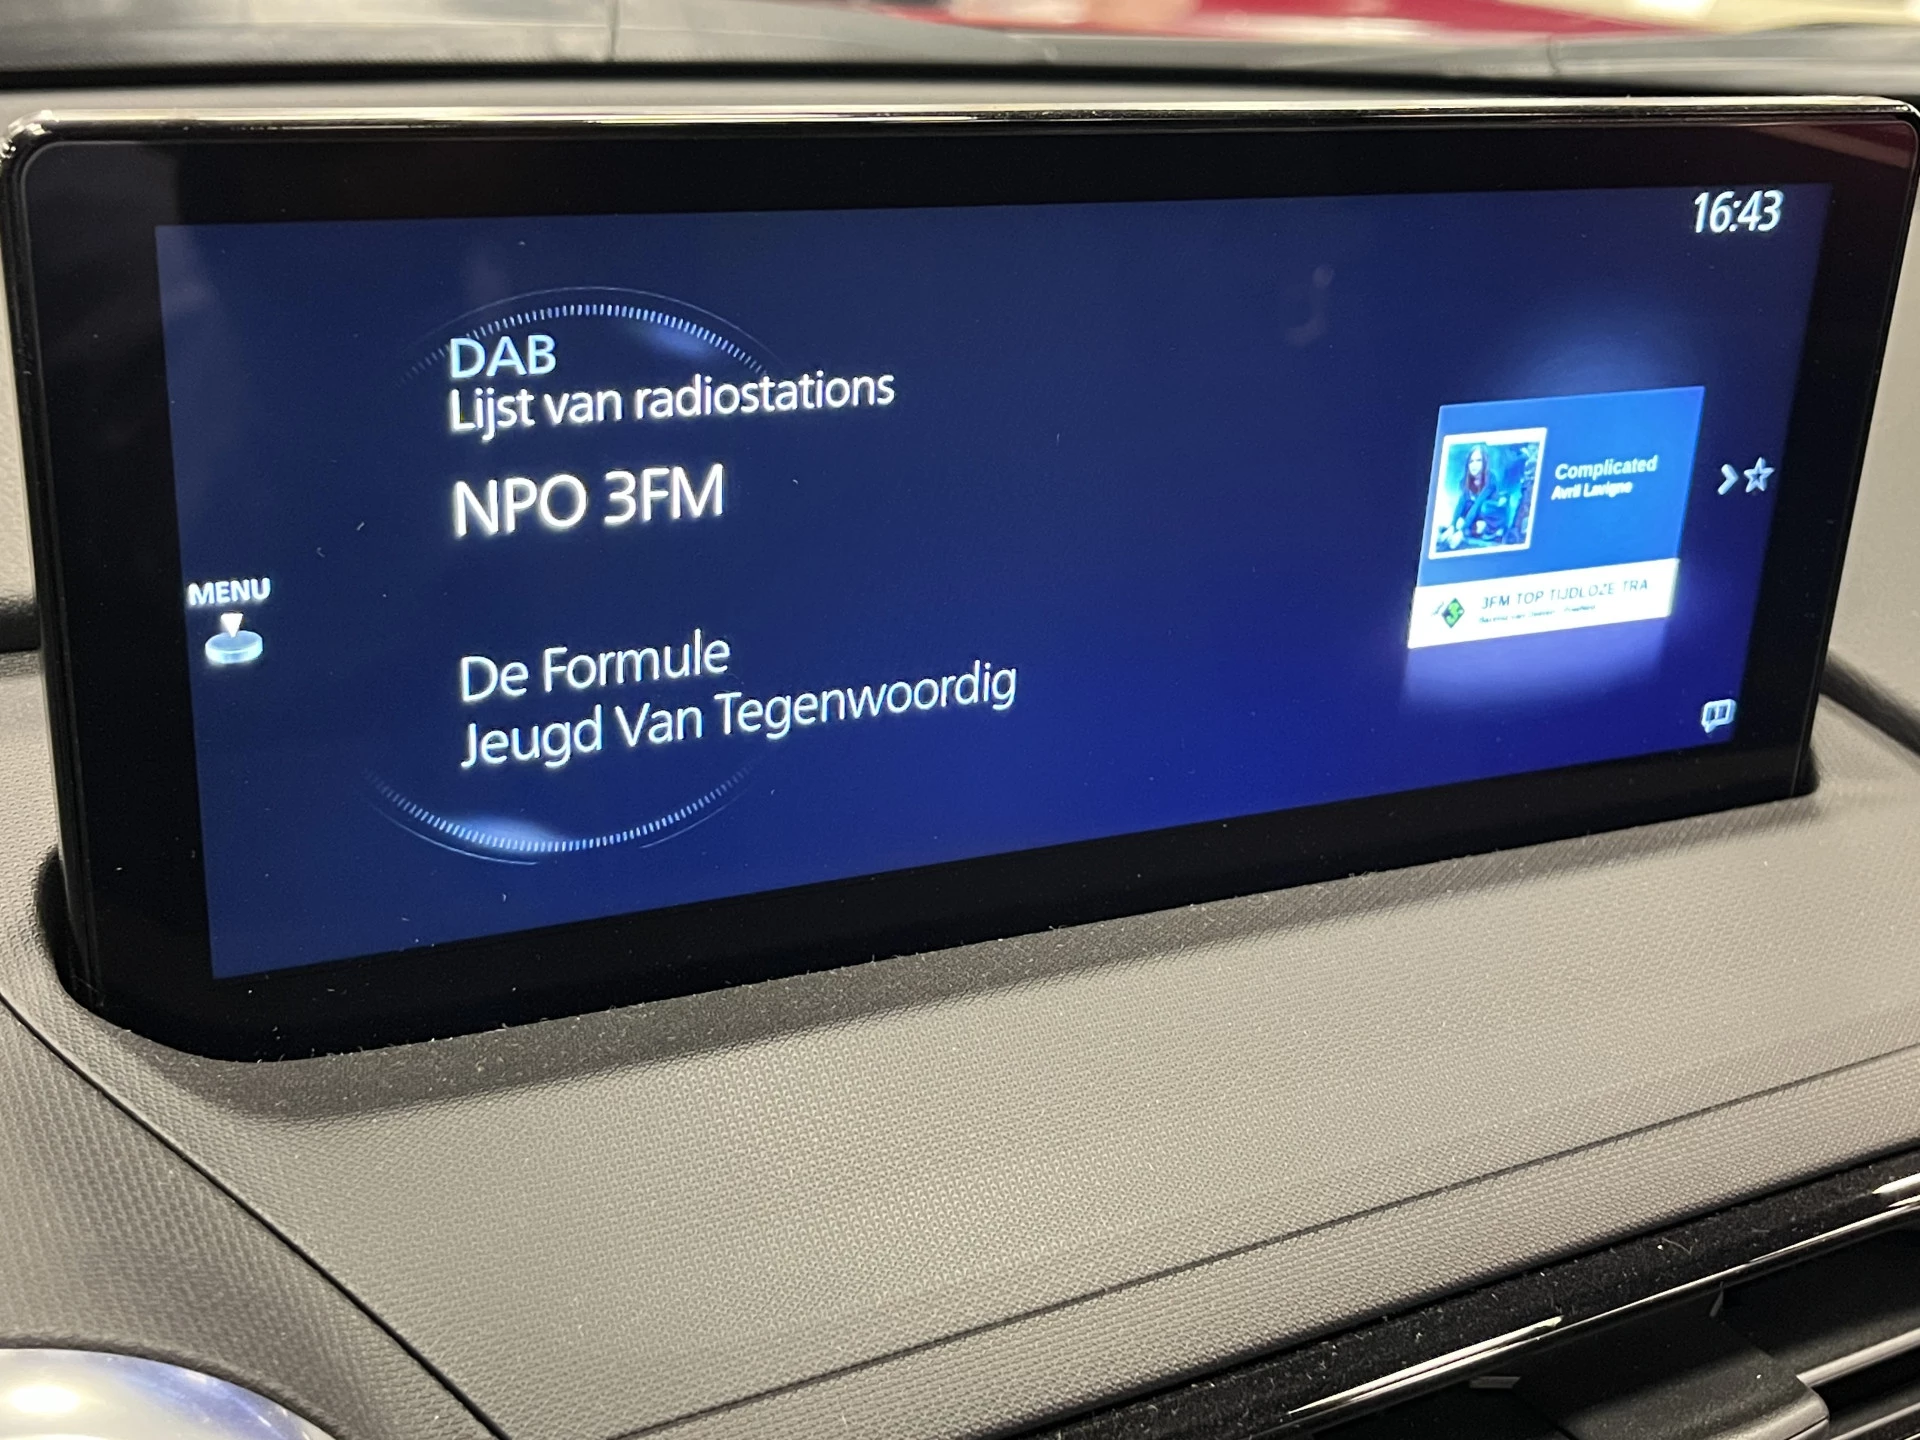 16:43
DAB
Lijst van radiostations
NPO 3FM
Complicated
Avril Lavigne
3FM TOP TIJDLOZE TRA
MENU
De Formule
Jeugd Van Tegenwoordig